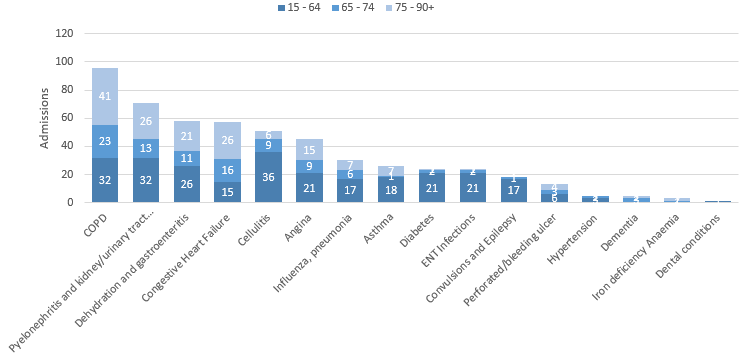 15 - 64 65 - 74 75 - 90+
120
100
80
60
40
20
0
Admissions
41 23 32
26 13 32
21 11 26
26 16 15
6 9 36
15 9 21
7 6 17
7 1 18
2 21
2 21
1 17
4 3 6
2
2
2
COPD
Pyelonephritis and kidney/urinary tract...
Dehydration and gastroenteritis
Congestive Heart Failure
Cellulitis
Angina
Influenza, pneumonia
Asthma
Diabetes
ENT Infections
Convulsions and Epilepsy
Perforated/bleeding ulcer
Hypertension
Dementia
Iron deficiency Anaemia
Dental conditions